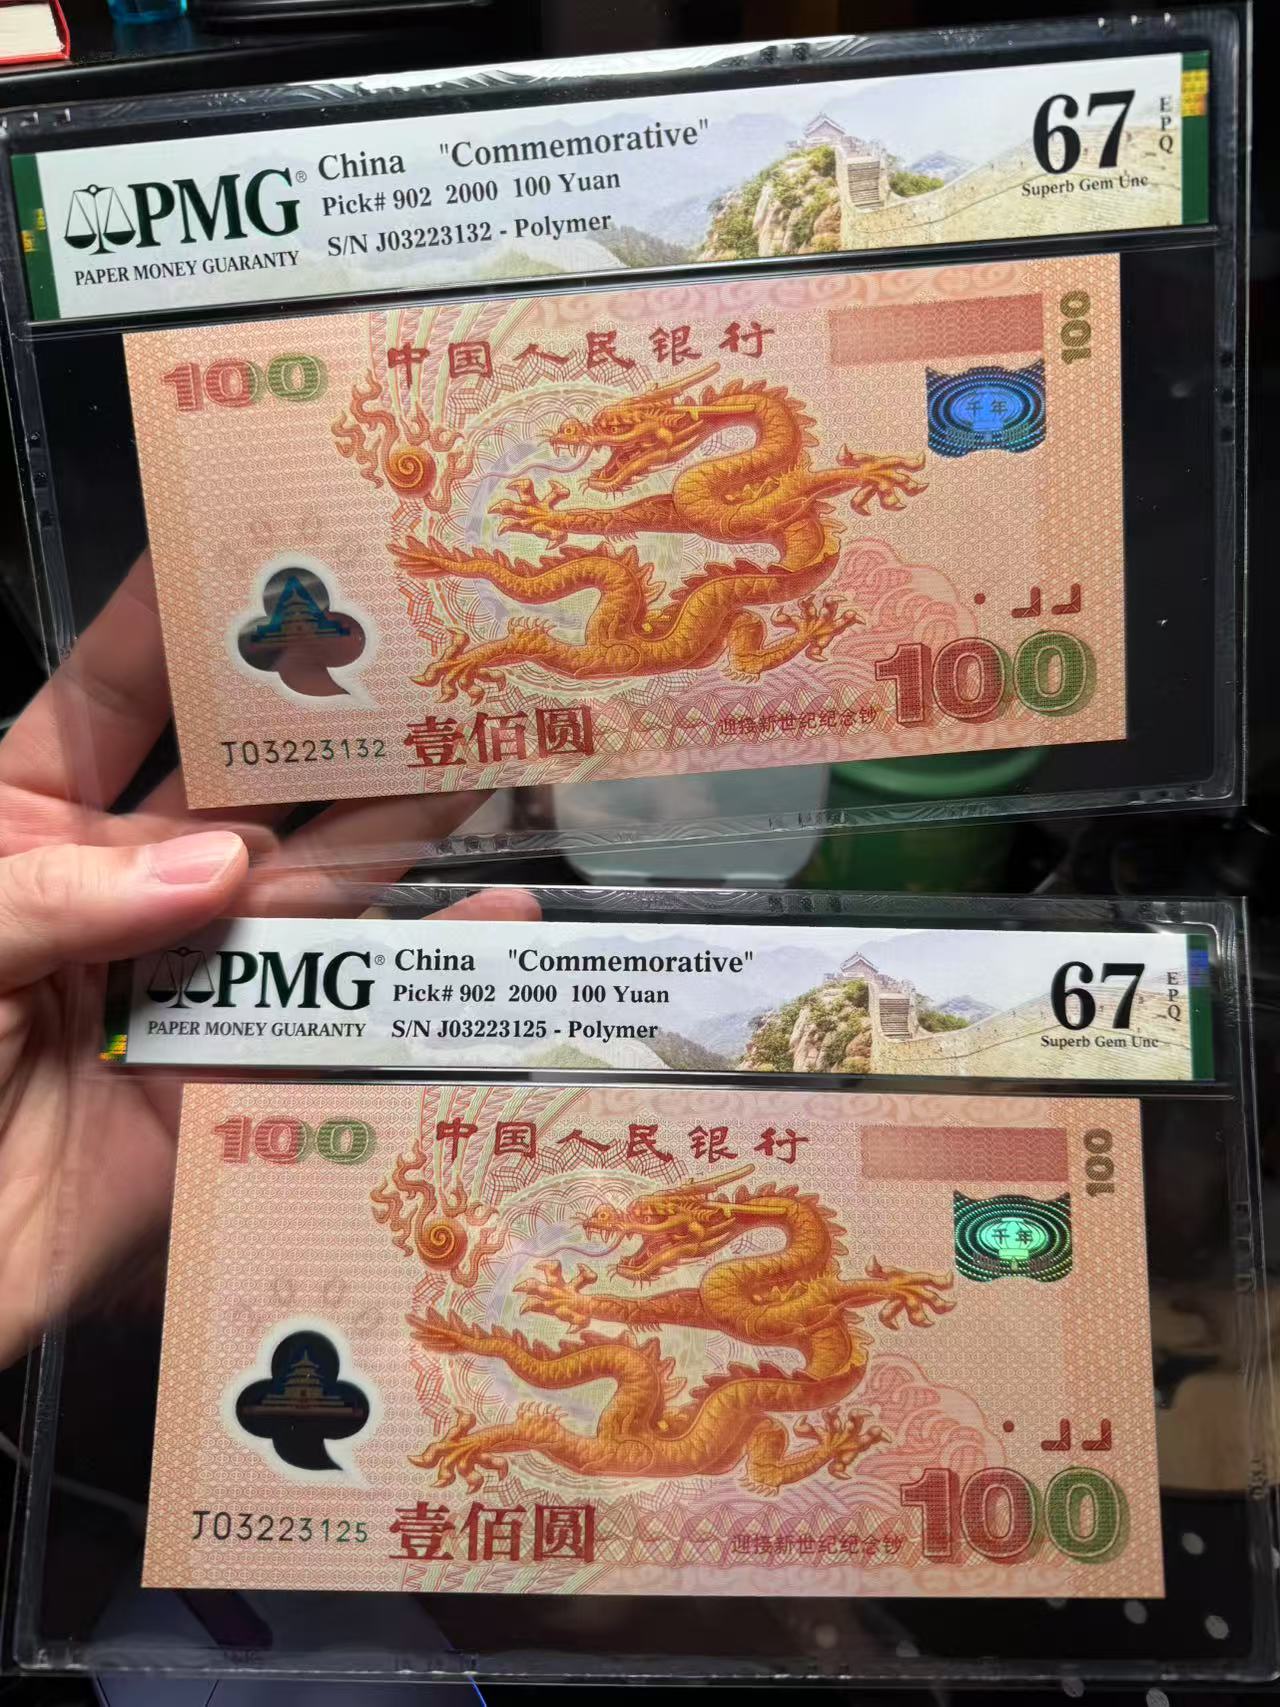 PMG®
PAPER MONEY GUARANTY
China "Commemorative"
Pick# 902 2000 100 Yuan
S/N J03223132 - Polymer
67
EPQ
Superb Gem Unc
100
中国人民银行
100
千年
100
迎接新世纪纪念钞
J03223132
壹佰圆
PMG®
PAPER MONEY GUARANTY
China "Commemorative"
Pick# 902 2000 100 Yuan
S/N J03223125 - Polymer
67
EPQ
Superb Gem Unc
100
中国人民银行
100
千年
100
迎接新世纪纪念钞
J03223125
壹佰圆